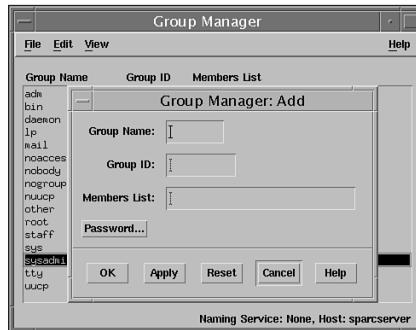 Group Manager
File Edit View Help
Group Name Group ID Members List
adm
bin
daemon
lp
mail
noacces
nobody
nogroup
nuucp
other
root
staff
sys
sysadmi
tty
uucp
Group Manager: Add
Group Name:
Group ID:
Members List:
Password...
OK Apply Reset Cancel Help
Naming Service: None, Host: sparcserver